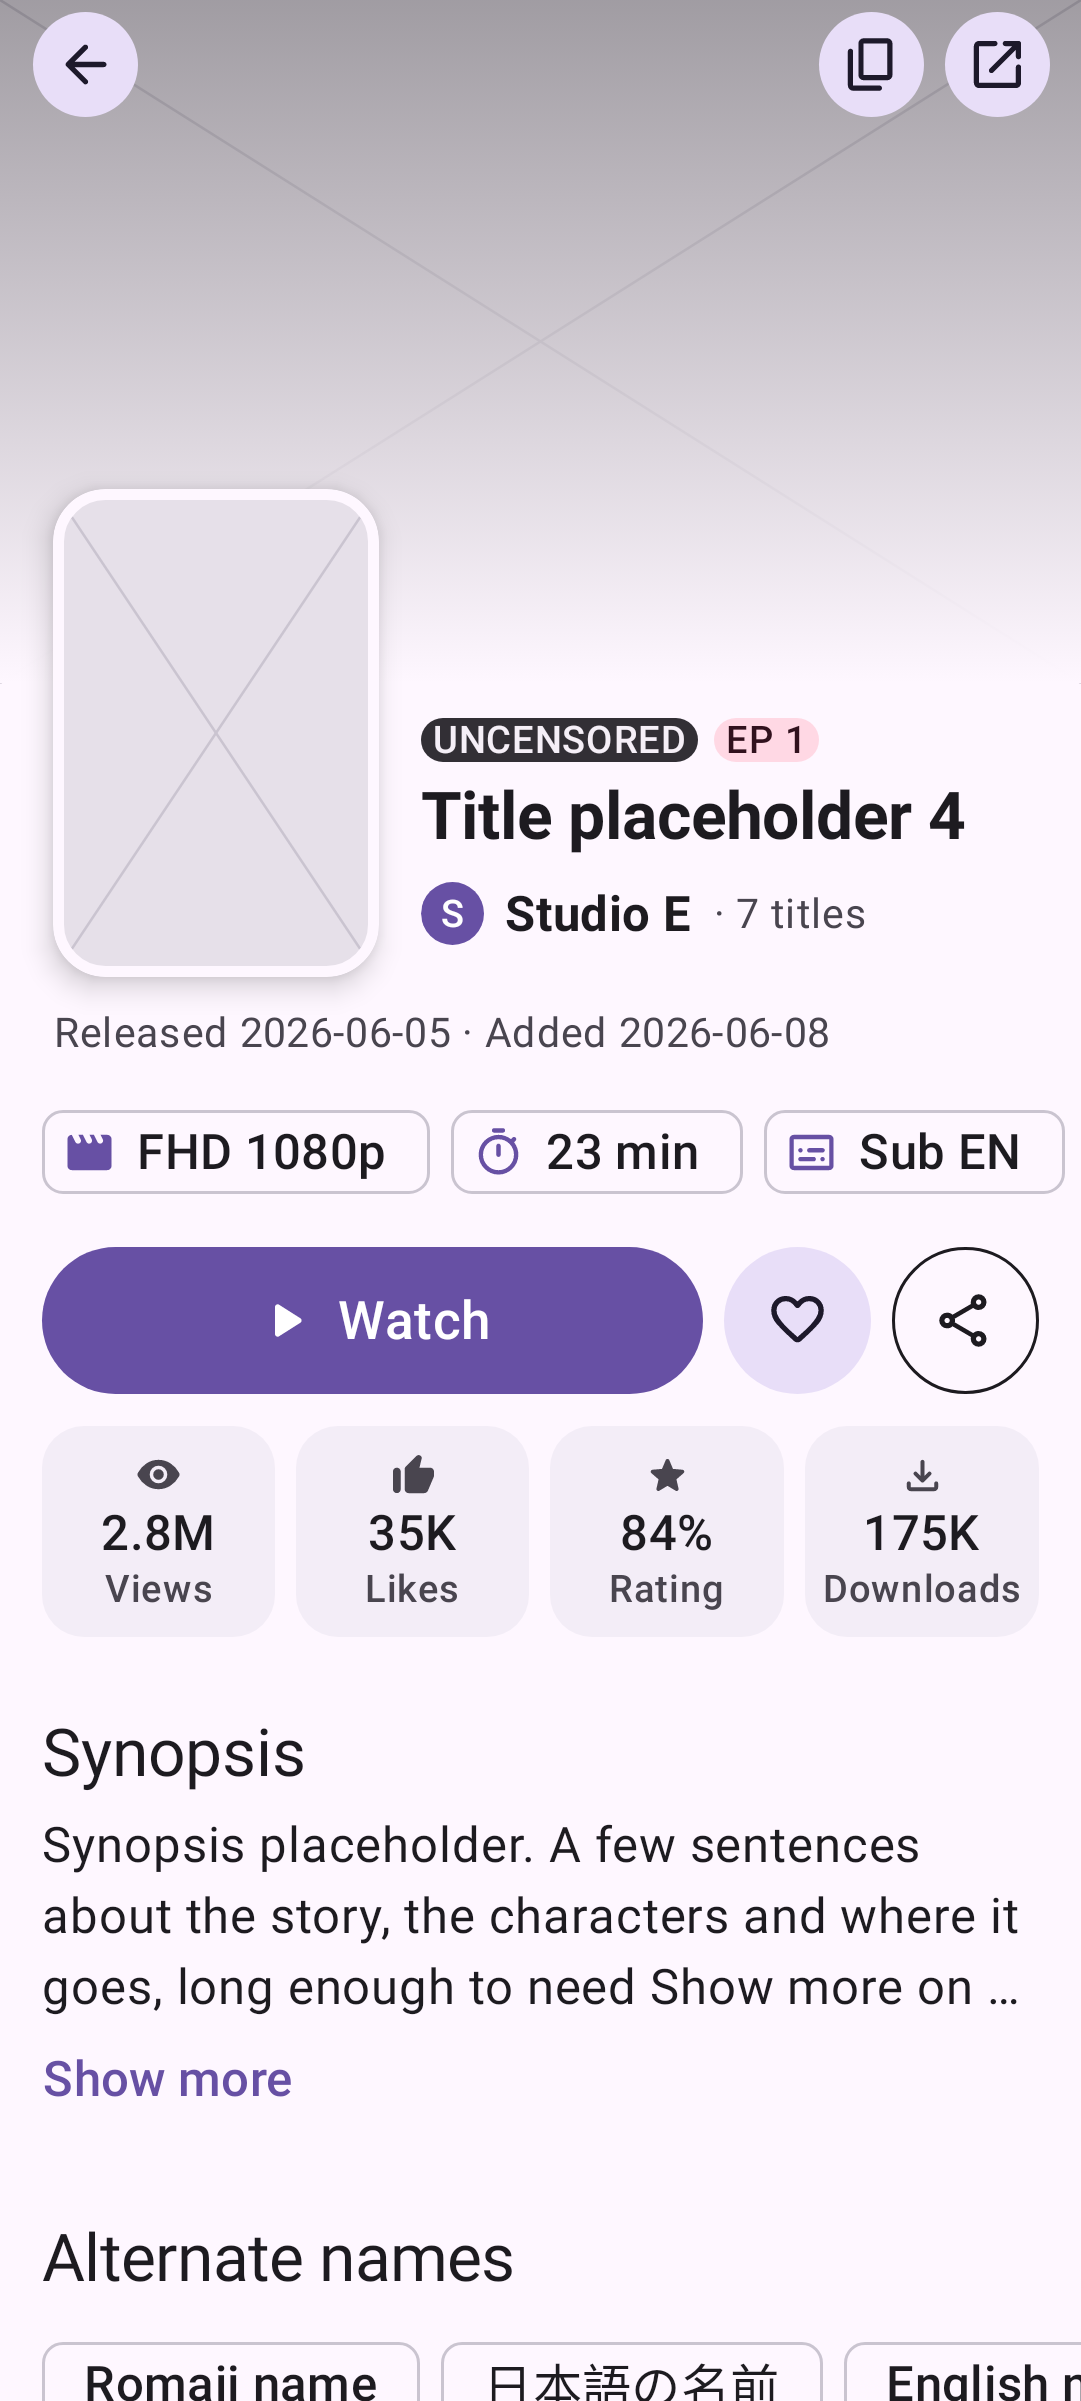 UNCENSORED EP 1
Title placeholder 4
S Studio E · 7 titles
Released 2026-06-05 · Added 2026-06-08
FHD 1080p 23 min Sub EN
Watch
2.8M 35K 84% 175K
Views Likes Rating Downloads
Synopsis
Synopsis placeholder. A few sentences
about the story, the characters and where it
goes, long enough to need Show more on …
Show more
Alternate names
Romaji name 日本語の名前 English